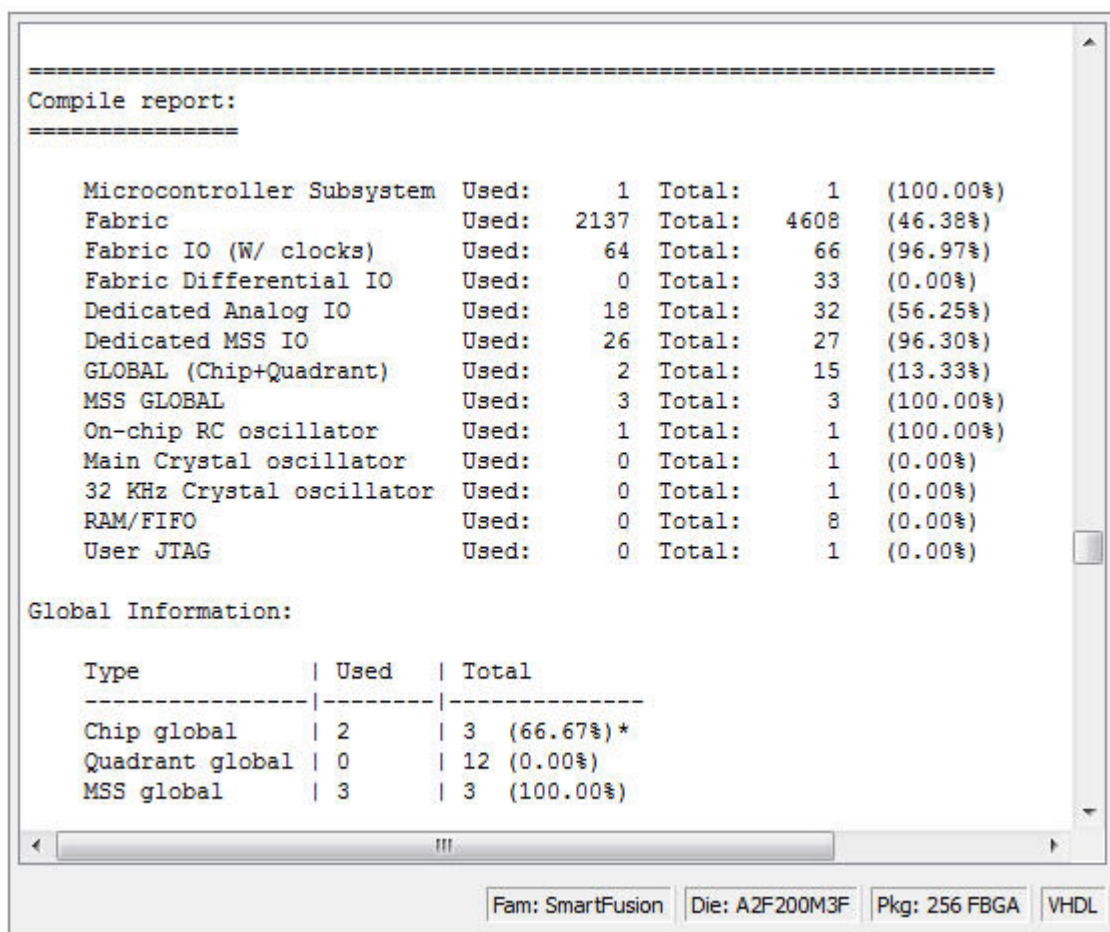 ======================================================================
Compile report:
===============
Microcontroller Subsystem  Used:      1  Total:      1   (100.00%)
Fabric                     Used:   2137  Total:   4608   (46.38%)
Fabric IO (W/ clocks)      Used:     64  Total:     66   (96.97%)
Fabric Differential IO     Used:      0  Total:     33   (0.00%)
Dedicated Analog IO        Used:     18  Total:     32   (56.25%)
Dedicated MSS IO           Used:     26  Total:     27   (96.30%)
GLOBAL (Chip+Quadrant)     Used:      2  Total:     15   (13.33%)
MSS GLOBAL                 Used:      3  Total:      3   (100.00%)
On-chip RC oscillator      Used:      1  Total:      1   (100.00%)
Main Crystal oscillator    Used:      0  Total:      1   (0.00%)
32 KHz Crystal oscillator  Used:      0  Total:      1   (0.00%)
RAM/FIFO                   Used:      0  Total:      8   (0.00%)
User JTAG                  Used:      0  Total:      1   (0.00%)
Global Information:
Type            | Used   | Total
----------------|--------|--------------
Chip global     | 2      | 3  (66.67%)*
Quadrant global | 0      | 12 (0.00%)
MSS global      | 3      | 3  (100.00%)
Fam: SmartFusion Die: A2F200M3F Pkg: 256 FBGA VHDL